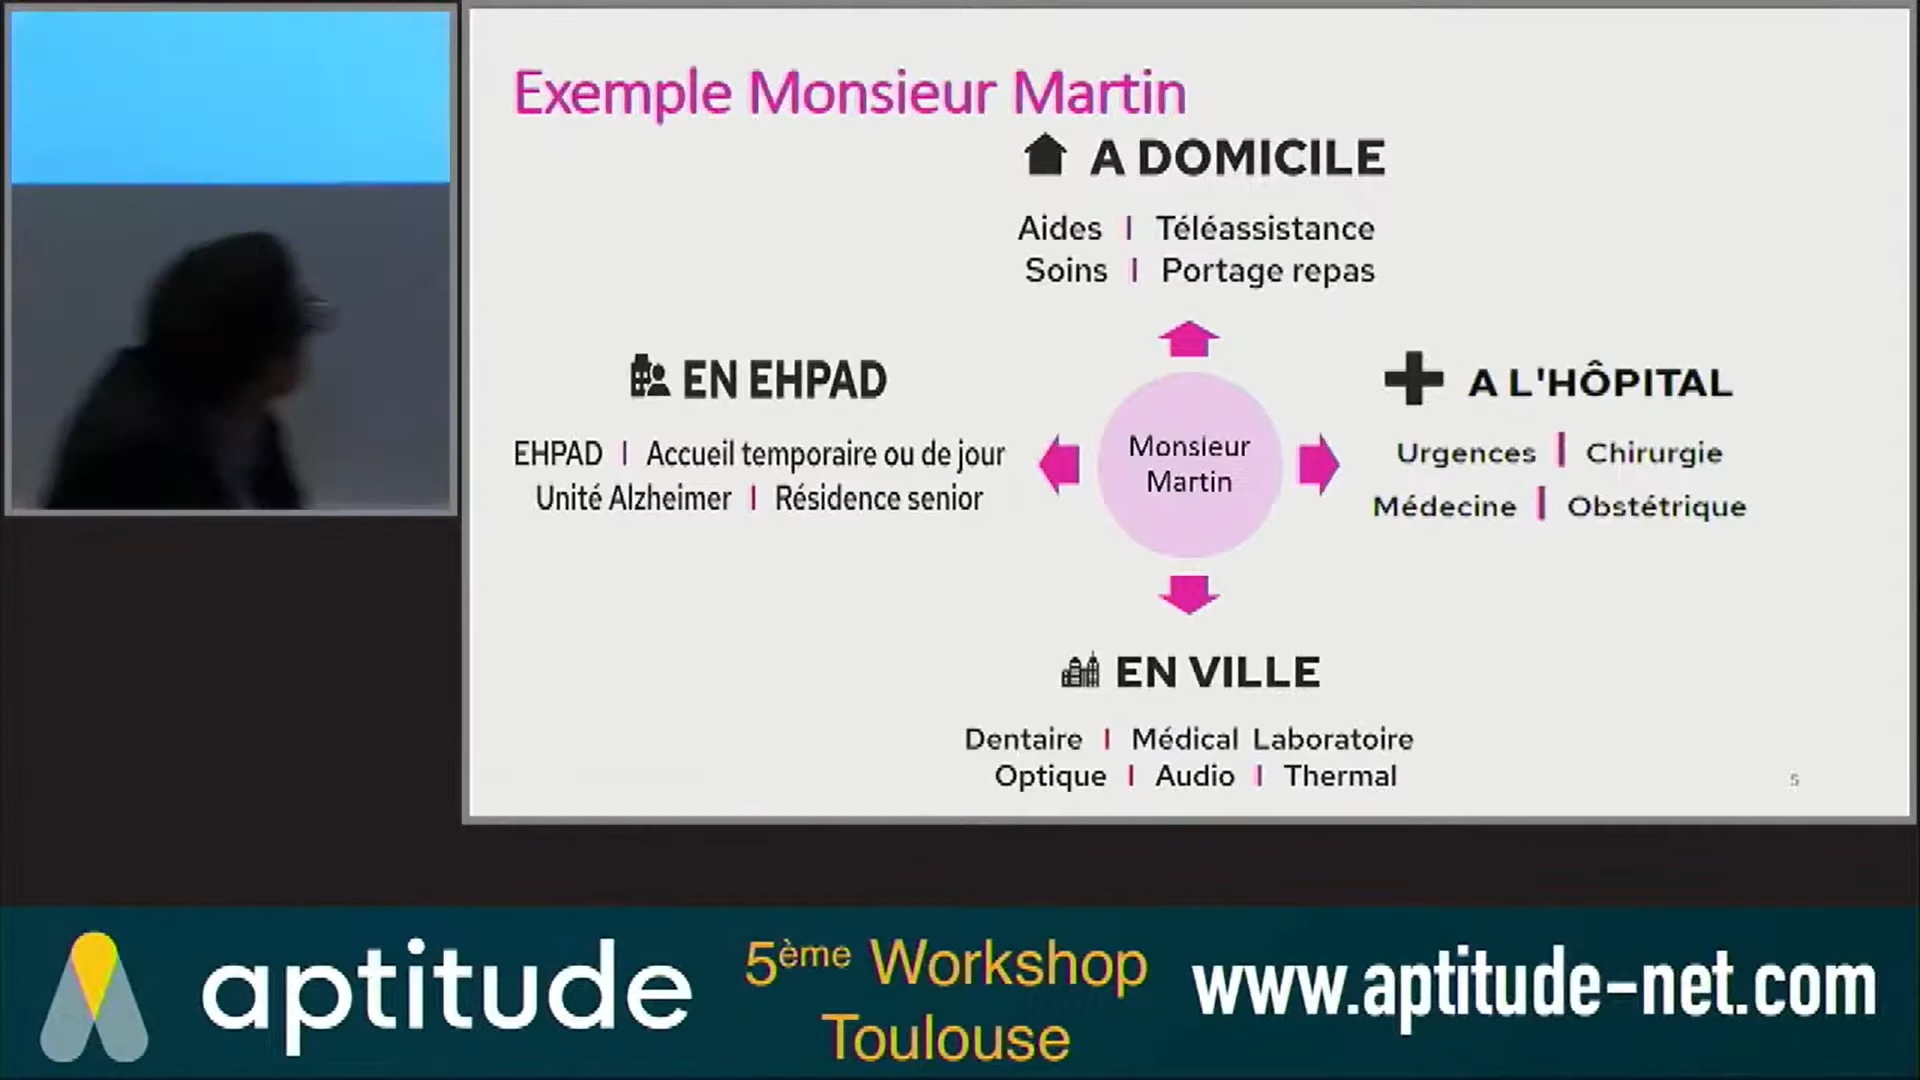 Exemple Monsieur Martin
A DOMICILE
Aides | Téléassistance
Soins | Portage repas
EN EHPAD
EHPAD | Accueil temporaire ou de jour
Unité Alzheimer | Résidence senior
Monsieur
Martin
A L'HÔPITAL
Urgences | Chirurgie
Médecine | Obstétrique
EN VILLE
Dentaire | Médical Laboratoire
Optique | Audio | Thermal
5
aptitude
5ème Workshop
Toulouse
www.aptitude-net.com